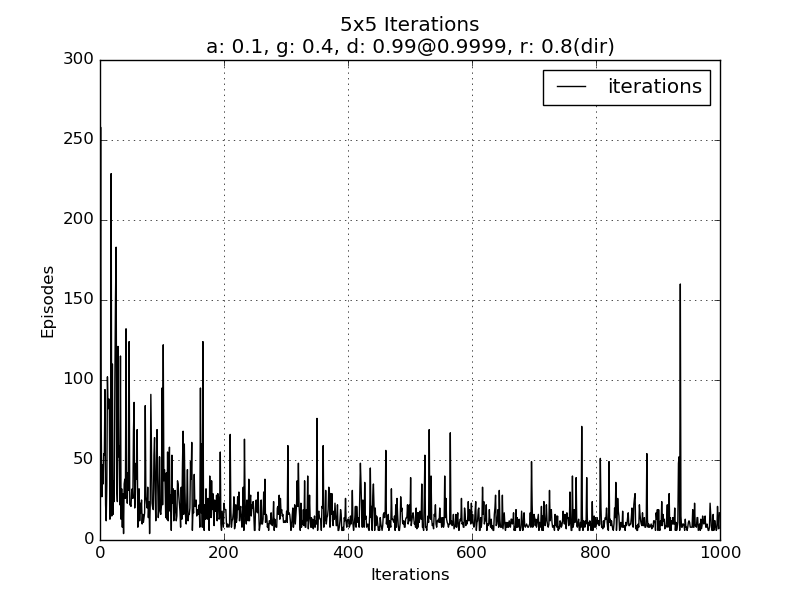 5x5 Iterations
a: 0.1, g: 0.4, d: 0.99@0.9999, r: 0.8(dir)
300
iterations
250
200
150
100
50
0
Episodes
0 200 400 600 800 1000
Iterations